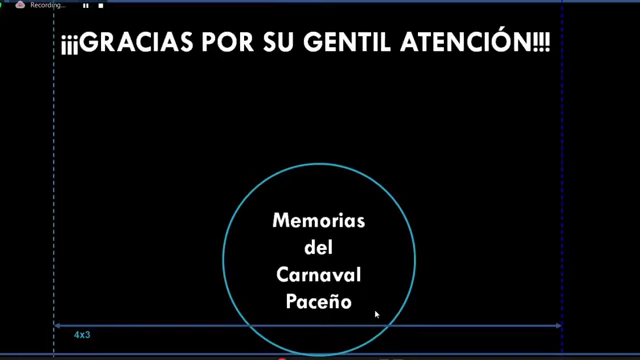 Recording...
¡¡¡GRACIAS POR SU GENTIL ATENCIÓN!!!
Memorias
del
Carnaval
Paceño
4x3